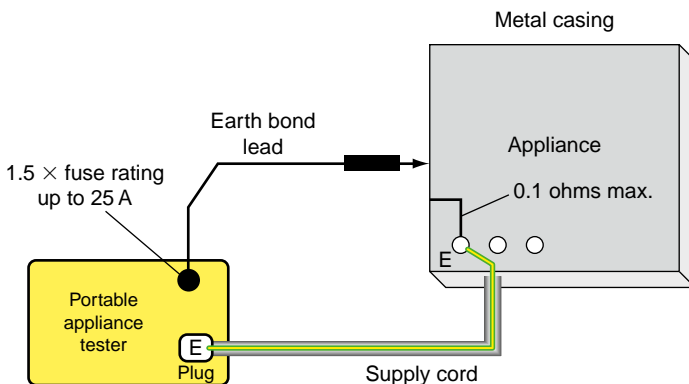 Metal casing
Earth bond
lead
Appliance
1.5 × fuse rating
up to 25 A
0.1 ohms max.
E
Portable
appliance
tester
E
Plug
Supply cord